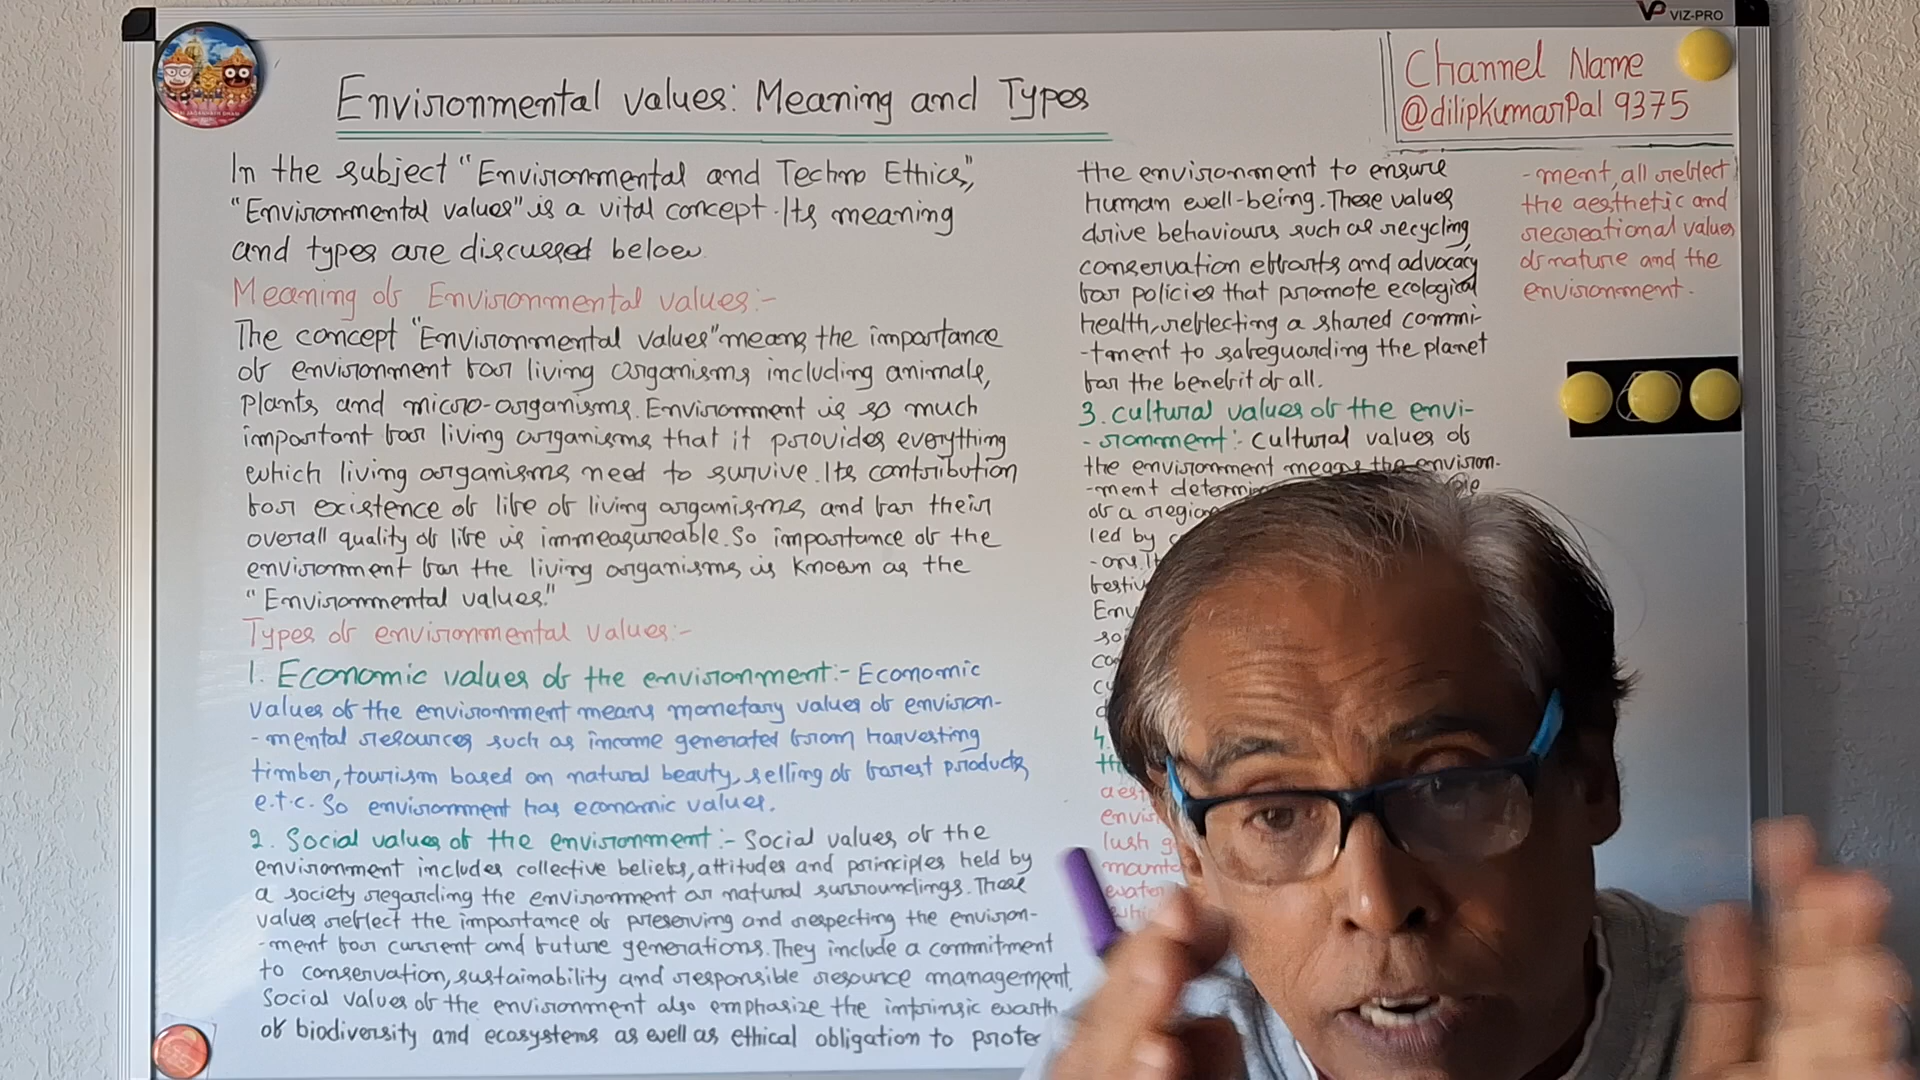 VIZ-PRO
Environmental values: Meaning and Types
Channel Name
@dilipkumarPal 9375
In the subject "Environmental and Techno Ethics,"
"Environmental values" is a vital concept. Its meaning
and types are discussed below
Meaning of Environmental values:-
The concept "Environmental values" means the importance
of environment for living organisms including animals,
plants and micro-organisms. Environment is so much
important for living organisms that it provides everything
which living organisms need to survive. Its contribution
for existence of life of living organisms and for their
overall quality of life is immeasureable. So importance of the
environment for the living organisms is known as the
"Environmental values."
Types of environmental values:-
1. Economic values of the environment:- Economic
values of the environment means monetary values of environ-
-mental resources such as income generated from harvesting
timber, tourism based on natural beauty, selling of forest products
e.t.c. So environment has economic values.
2. Social values of the environment:- Social values of the
environment includes collective beliefs, attitudes and principles held by
a society regarding the environment or natural surroundings. These
values reflect the importance of preserving and respecting the environ-
-ment for current and future generations. They include a commitment
to conservation, sustainability and responsible resource management.
Social values of the environment also emphasize the intrinsic worth
of biodiversity and ecosystems as well as ethical obligation to
the environment to ensure
human well-being. These values
drive behaviours such as recycling,
conservation efforts and advocacy
for policies that promote ecological
health, reflecting a shared commi-
-tment to safeguarding the planet
for the benefit of all.
3. Cultural values of the envi-
-ronment:- Cultural values of
the environment means the environ-
-ment
of a region
led by
4.
lush
-ment, all reflect
the aesthetic and
recreational values
of nature and the
environment.